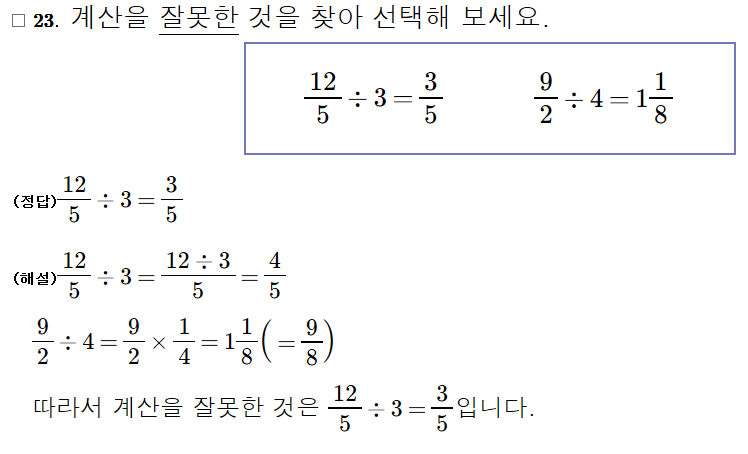 □ 23. 계산을 잘못한 것을 찾아 선택해 보세요.
12/5 ÷ 3 = 3/5    9/2 ÷ 4 = 1 1/8
(정답) 12/5 ÷ 3 = 3/5
(해설) 12/5 ÷ 3 = (12 ÷ 3)/5 = 4/5
9/2 ÷ 4 = 9/2 × 1/4 = 1 1/8 ( = 9/8 )
따라서 계산을 잘못한 것은 12/5 ÷ 3 = 3/5 입니다.